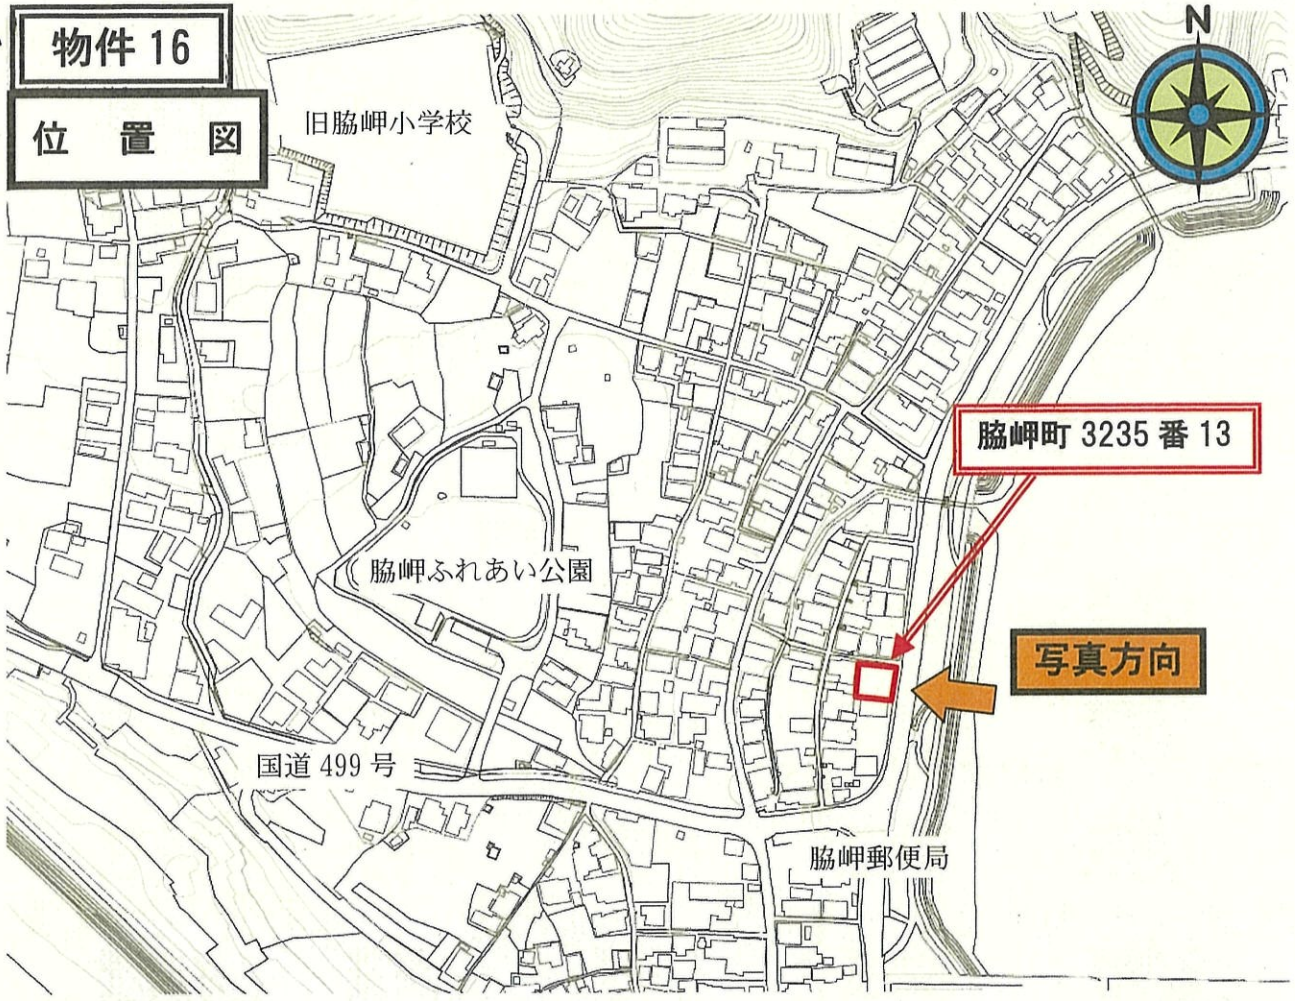 物件 16
N
位置図
旧脇岬小学校
脇岬町 3235 番 13
脇岬ふれあい公園
写真方向
国道 499 号
脇岬郵便局